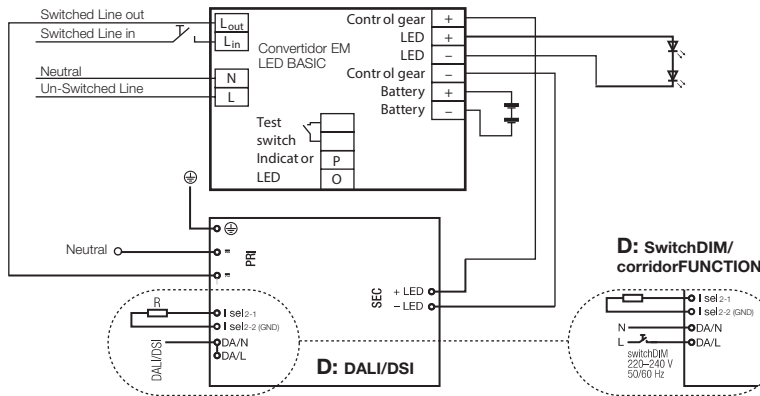 Switched Line out
Switched Line in
Neutral
Un-Switched Line
Lout
Lin
N
L
Convertidor EM
LED BASIC
Control gear +
LED +
LED −
Control gear −
Battery +
Battery −
Test
switch
Indicator P
LED O
Neutral
PRI
=
=
SEC
+ LED
− LED
R
I sel2-1
I sel2-2 (GND)
DALI/DSI
DA/N
DA/L
D: DALI/DSI
D: SwitchDIM/
corridorFUNCTION
I sel2-1
I sel2-2 (GND)
N DA/N
L DA/L
switchDIM
220–240 V
50/60 Hz